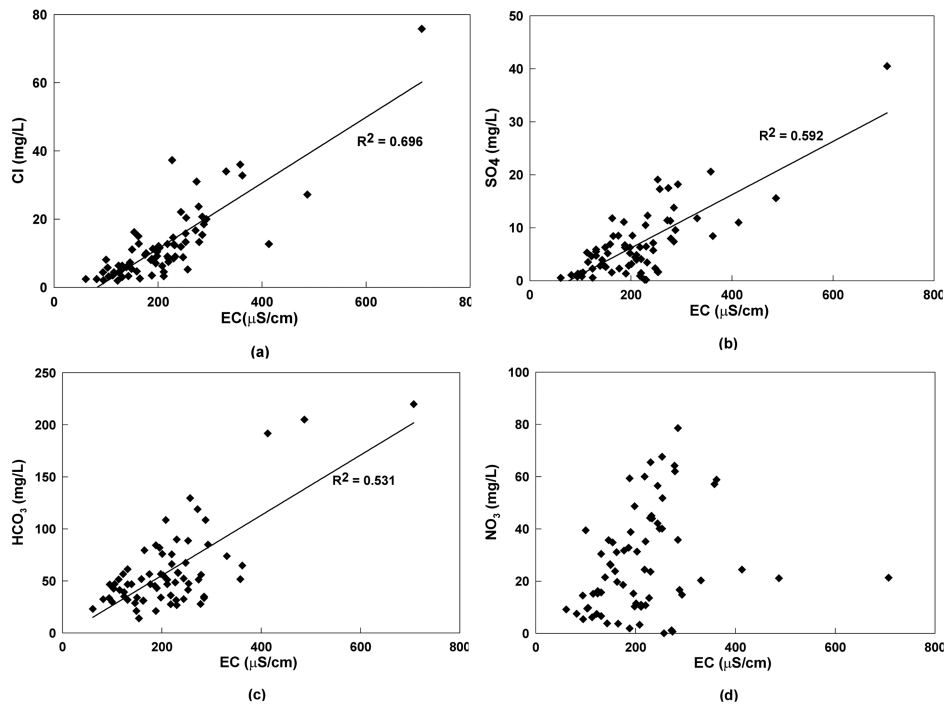 80
60
40
20
0
0
200
400
600
80
Cl (mg/L)
R² = 0.696
EC(μS/cm)
(a)
50
40
30
20
10
0
0
200
400
600
800
SO4 (mg/L)
R² = 0.592
EC (μS/cm)
(b)
250
200
150
100
50
0
0
200
400
600
800
HCO₃ (mg/L)
R² = 0.531
EC (μS/cm)
(c)
100
80
60
40
20
0
0
200
400
600
800
NO₃ (mg/L)
EC (μS/cm)
(d)